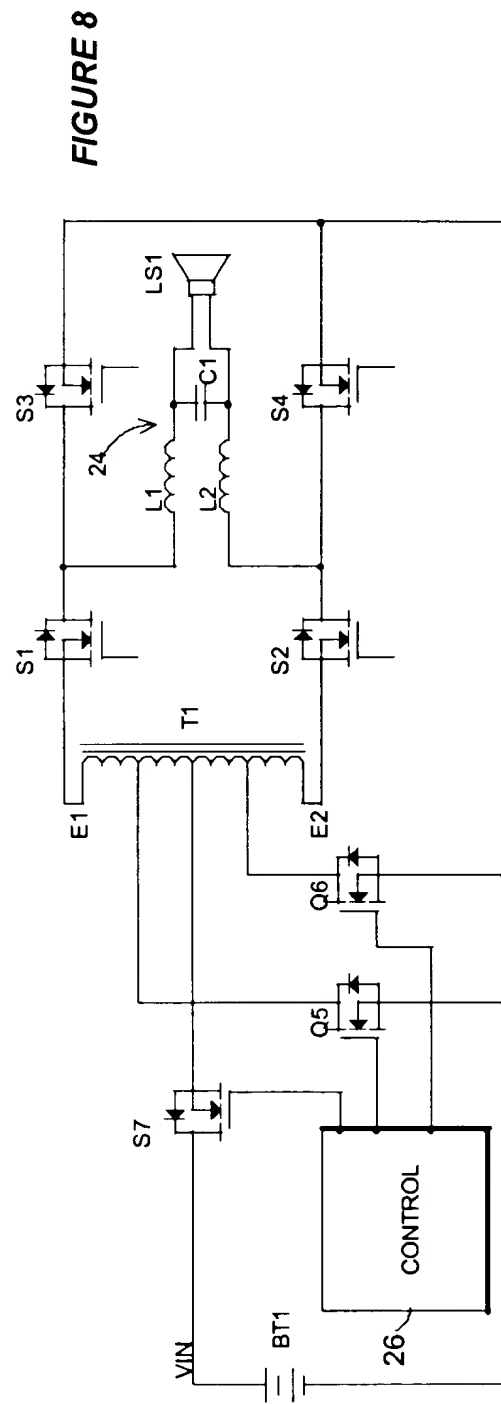 FIGURE 8
S3
S4
LS1
C1
24
L1
L2
S1
S2
T1
E1
E2
Q6
Q5
S7
VIN
BT1
CONTROL
26